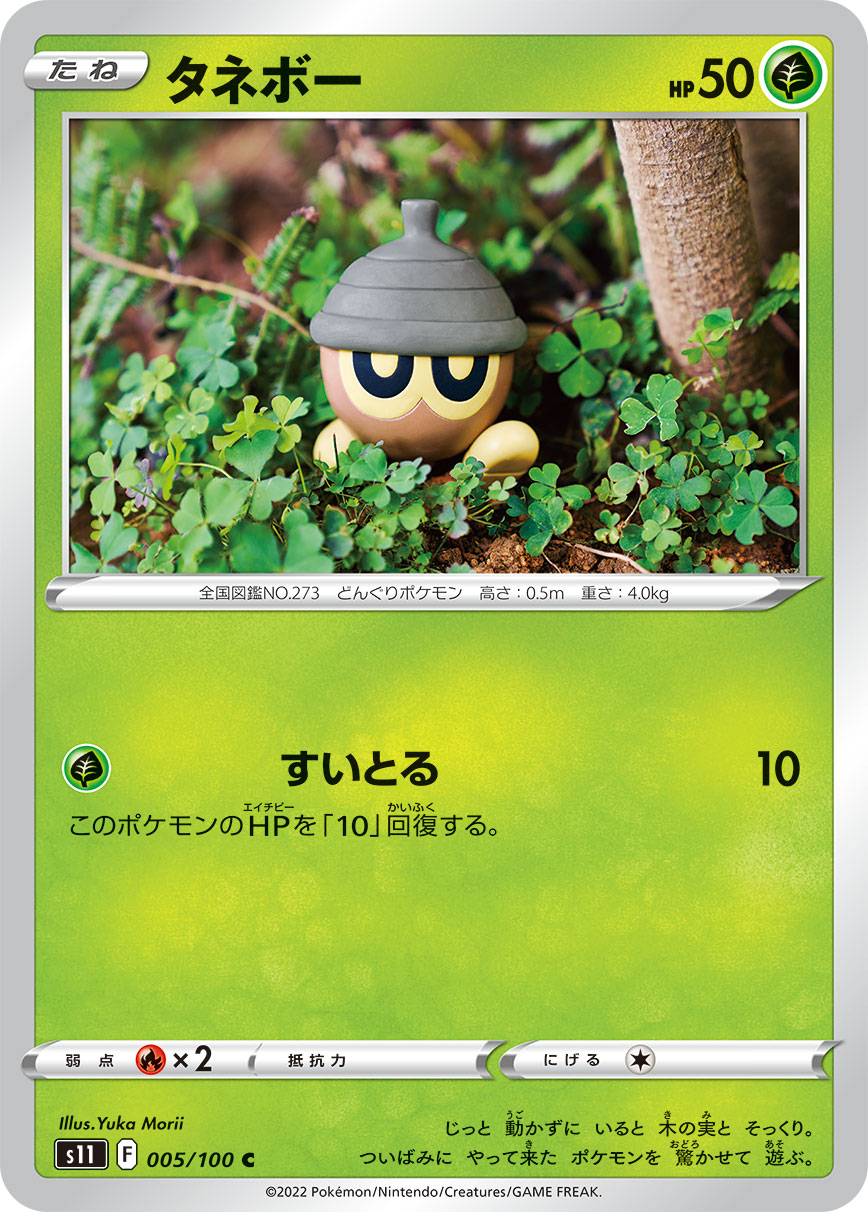 たね タネボー HP50
全国図鑑NO.273 どんぐりポケモン 高さ:0.5m 重さ:4.0kg
すいとる 10
エイチピー かいふく
このポケモンのHPを「10」回復する。
弱点 ×2 抵抗力 にげる
Illus.Yuka Morii
s11 F 005/100 C
うご き み
じっと 動かずに いると 木の実と そっくり。
き おどろ あそ
ついばみに やって来た ポケモンを 驚かせて 遊ぶ。
©2022 Pokémon/Nintendo/Creatures/GAME FREAK.